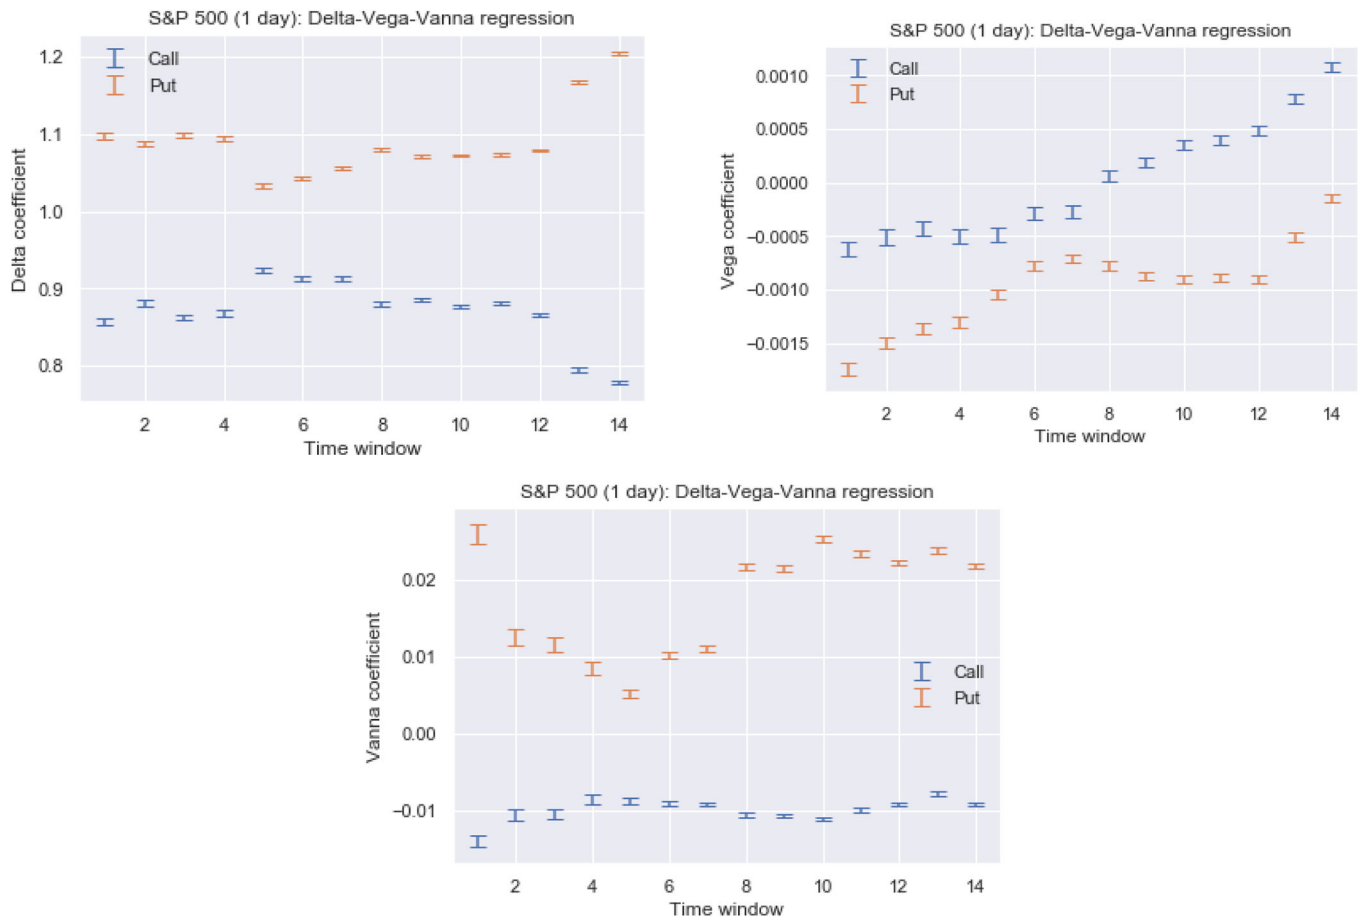 S&P 500 (1 day): Delta-Vega-Vanna regression
Call
Put
1.2
1.1
1.0
0.9
0.8
Delta coefficient
2 4 6 8 10 12 14
Time window
S&P 500 (1 day): Delta-Vega-Vanna regression
Call
Put
0.0010
0.0005
0.0000
−0.0005
−0.0010
−0.0015
Vega coefficient
2 4 6 8 10 12 14
Time window
S&P 500 (1 day): Delta-Vega-Vanna regression
0.02
0.01
0.00
−0.01
Vanna coefficient
Call
Put
2 4 6 8 10 12 14
Time window